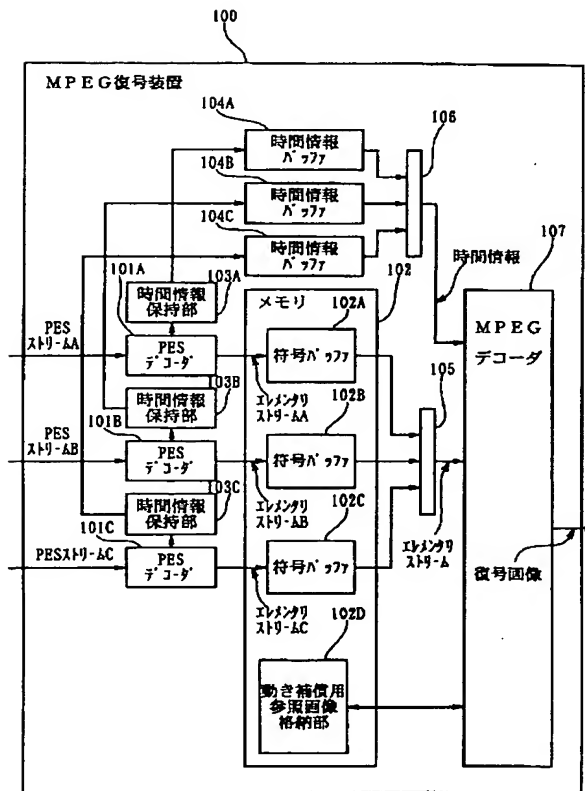 100
MPEG復号装置
104A
時間情報
バッファ
104B
時間情報
バッファ
104C
時間情報
バッファ
106
時間情報
107
MPEG
デコーダ
101A
時間情報
保持部
103A
PES
ストリームA
PES
デコーダ
103B
時間情報
保持部
101B
PES
ストリームB
PES
デコーダ
103C
時間情報
保持部
101C
PESストリームC
PES
デコーダ
メモリ
102
102A
符号バッファ
エレメンタリ
ストリームA
102B
符号バッファ
エレメンタリ
ストリームB
102C
符号バッファ
エレメンタリ
ストリームC
102D
動き補償用
参照画像
格納部
105
エレメンタリ
ストリーム
復号画像